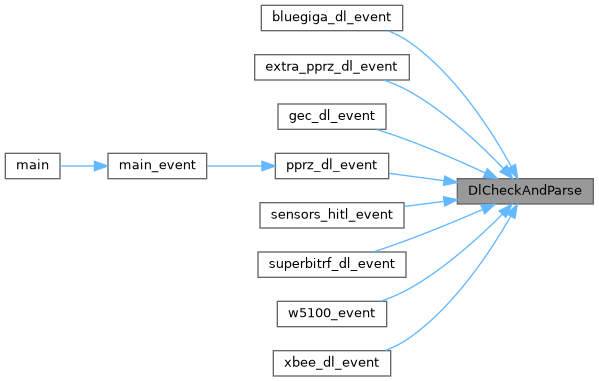 bluegiga_dl_event
extra_pprz_dl_event
gec_dl_event
main
main_event
pprz_dl_event
DlCheckAndParse
sensors_hitl_event
superbitrf_dl_event
w5100_event
xbee_dl_event